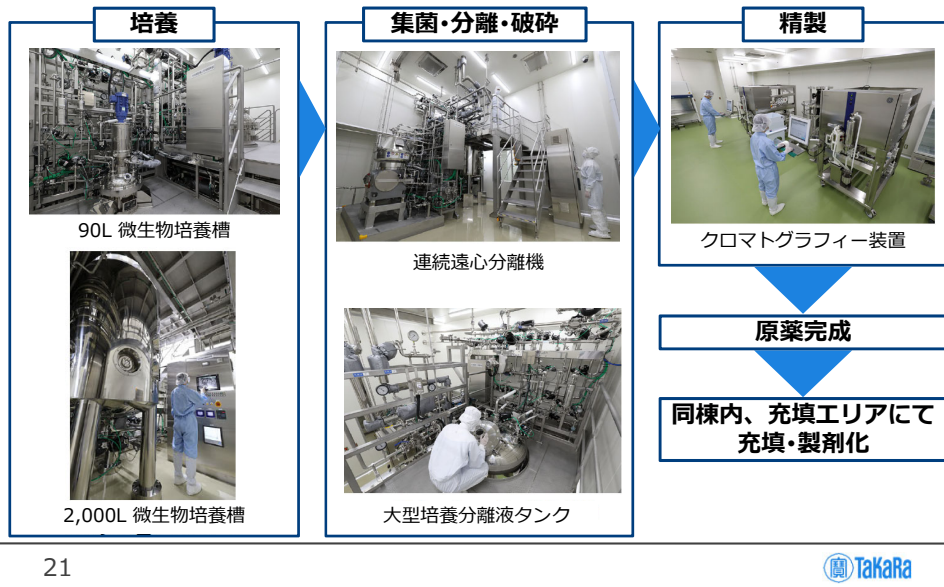 培養
90L 微生物培養槽
2,000L 微生物培養槽
集菌・分離・破砕
連続遠心分離機
大型培養分離液タンク
精製
クロマトグラフィー装置
原薬完成
同棟内、充填エリアにて
充填・製剤化
21
寶 TaKaRa